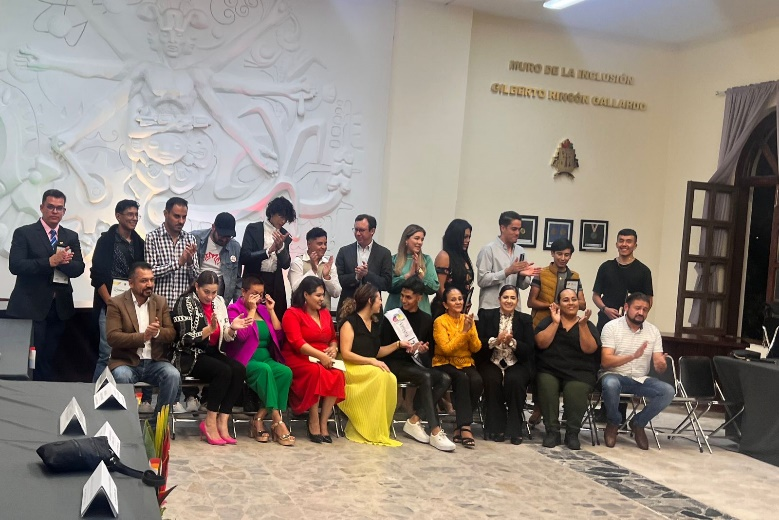 MURO DE LA INCLUSIÓN
GILBERTO RINCÓN GALLARDO